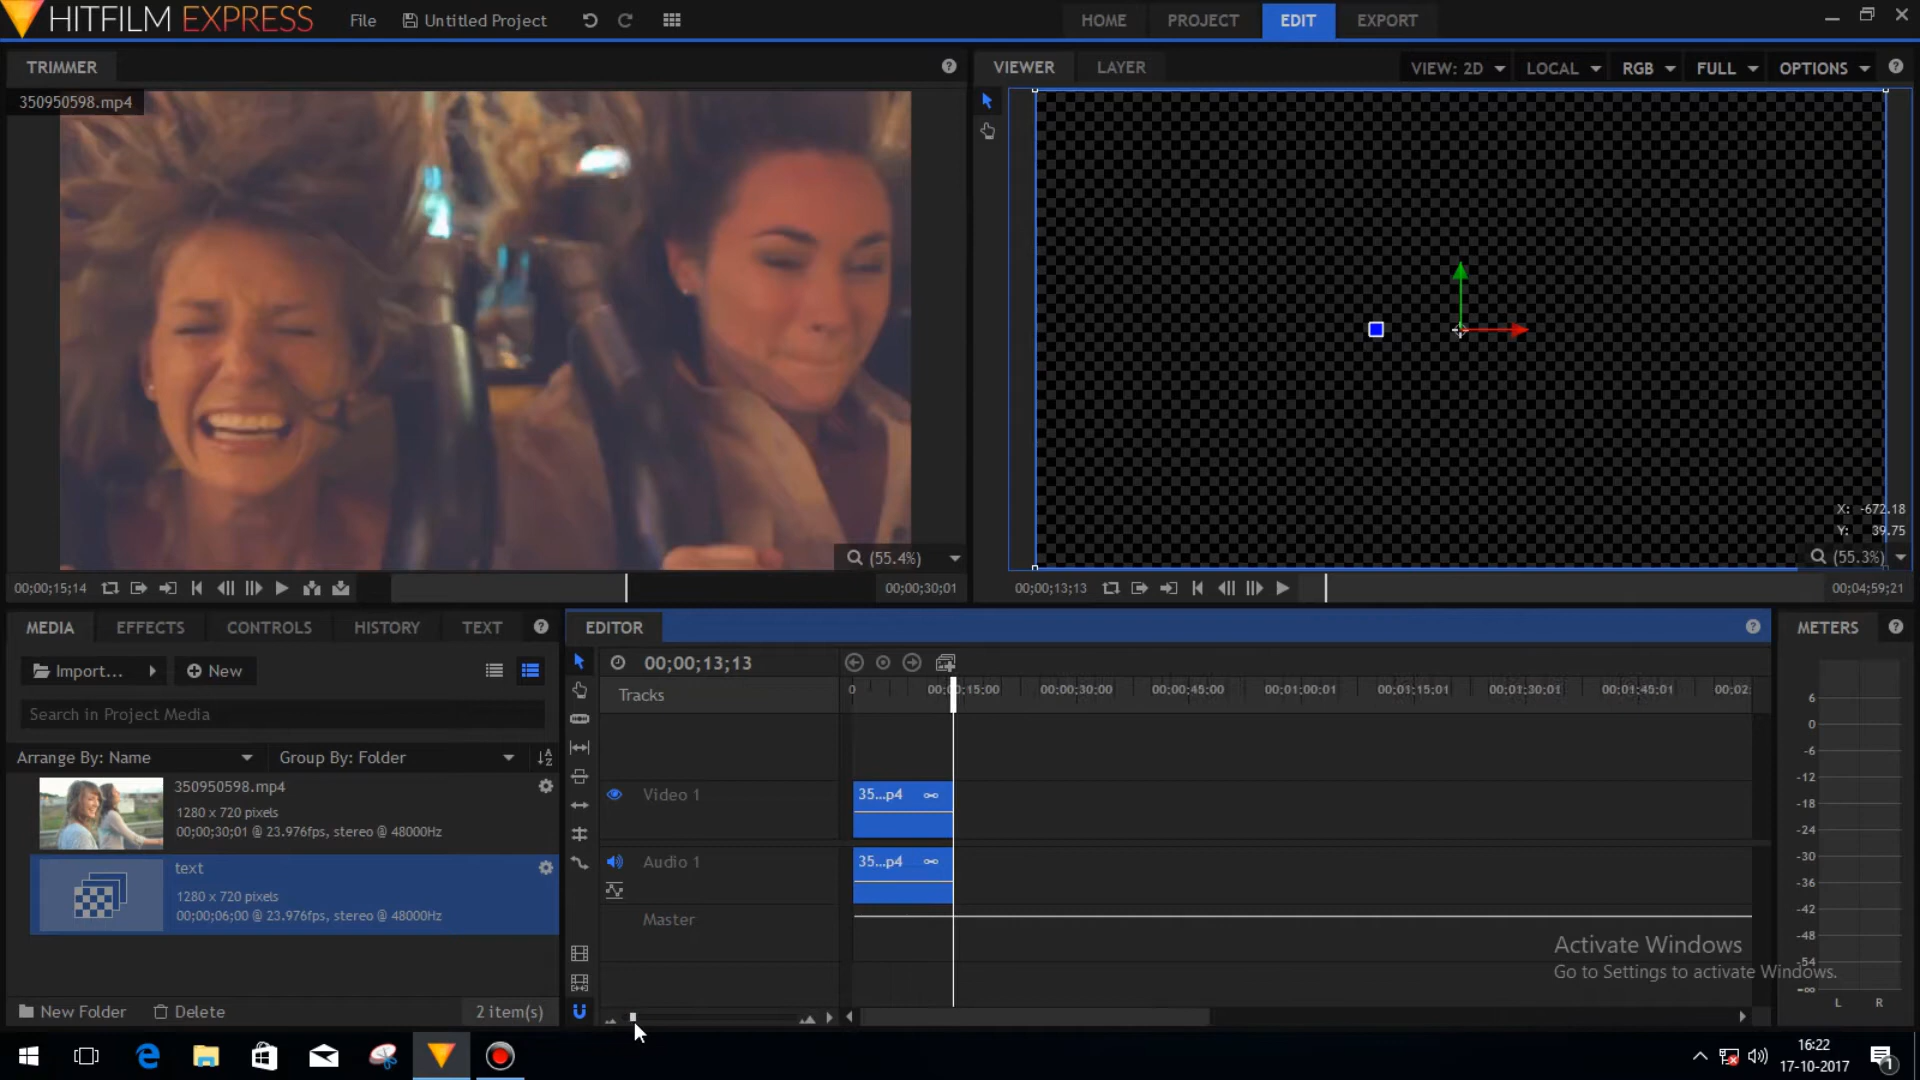 HITFILM EXPRESS
File
Untitled Project
HOME
PROJECT
EDIT
EXPORT
TRIMMER
350950598.mp4
(55.4%)
00;00;15;14
00;00;30;01
VIEWER
LAYER
VIEW: 2D
LOCAL
RGB
FULL
OPTIONS
X: -672.18
Y: 39.75
(55.3%)
00;00;13;13
00;04;59;21
MEDIA
EFFECTS
CONTROLS
HISTORY
TEXT
Import...
New
Search in Project Media
Arrange By: Name
Group By: Folder
350950598.mp4
1280 x 720 pixels
00;00;30;01 @ 23.976fps, stereo @ 48000Hz
text
1280 x 720 pixels
00;00;06;00 @ 23.976fps, stereo @ 48000Hz
New Folder
Delete
2 item(s)
EDITOR
00;00;13;13
Tracks
0
00;00;15;00
00;00;30;00
00;00;45;00
00;01;00;01
00;01;15;01
00;01;30;01
00;01;45;01
00;02;
Video 1
35...p4
Audio 1
35...p4
Master
METERS
6
0
-6
-12
-18
-24
-30
-36
-42
-48
-54
-∞
L
R
Activate Windows
Go to Settings to activate Windows.
16:22
17-10-2017
1